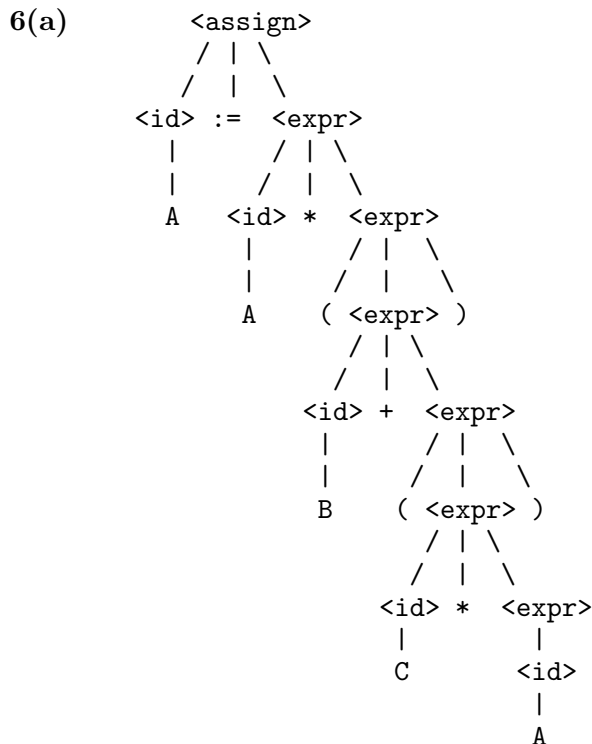 6(a) <assign>
/ | \
/ | \
<id> := <expr>
| / | \
| / | \
A <id> * <expr>
| / | \
| / | \
A ( <expr> )
/ | \
/ | \
<id> + <expr>
| / | \
| / | \
B ( <expr> )
/ | \
/ | \
<id> * <expr>
| |
C <id>
|
A